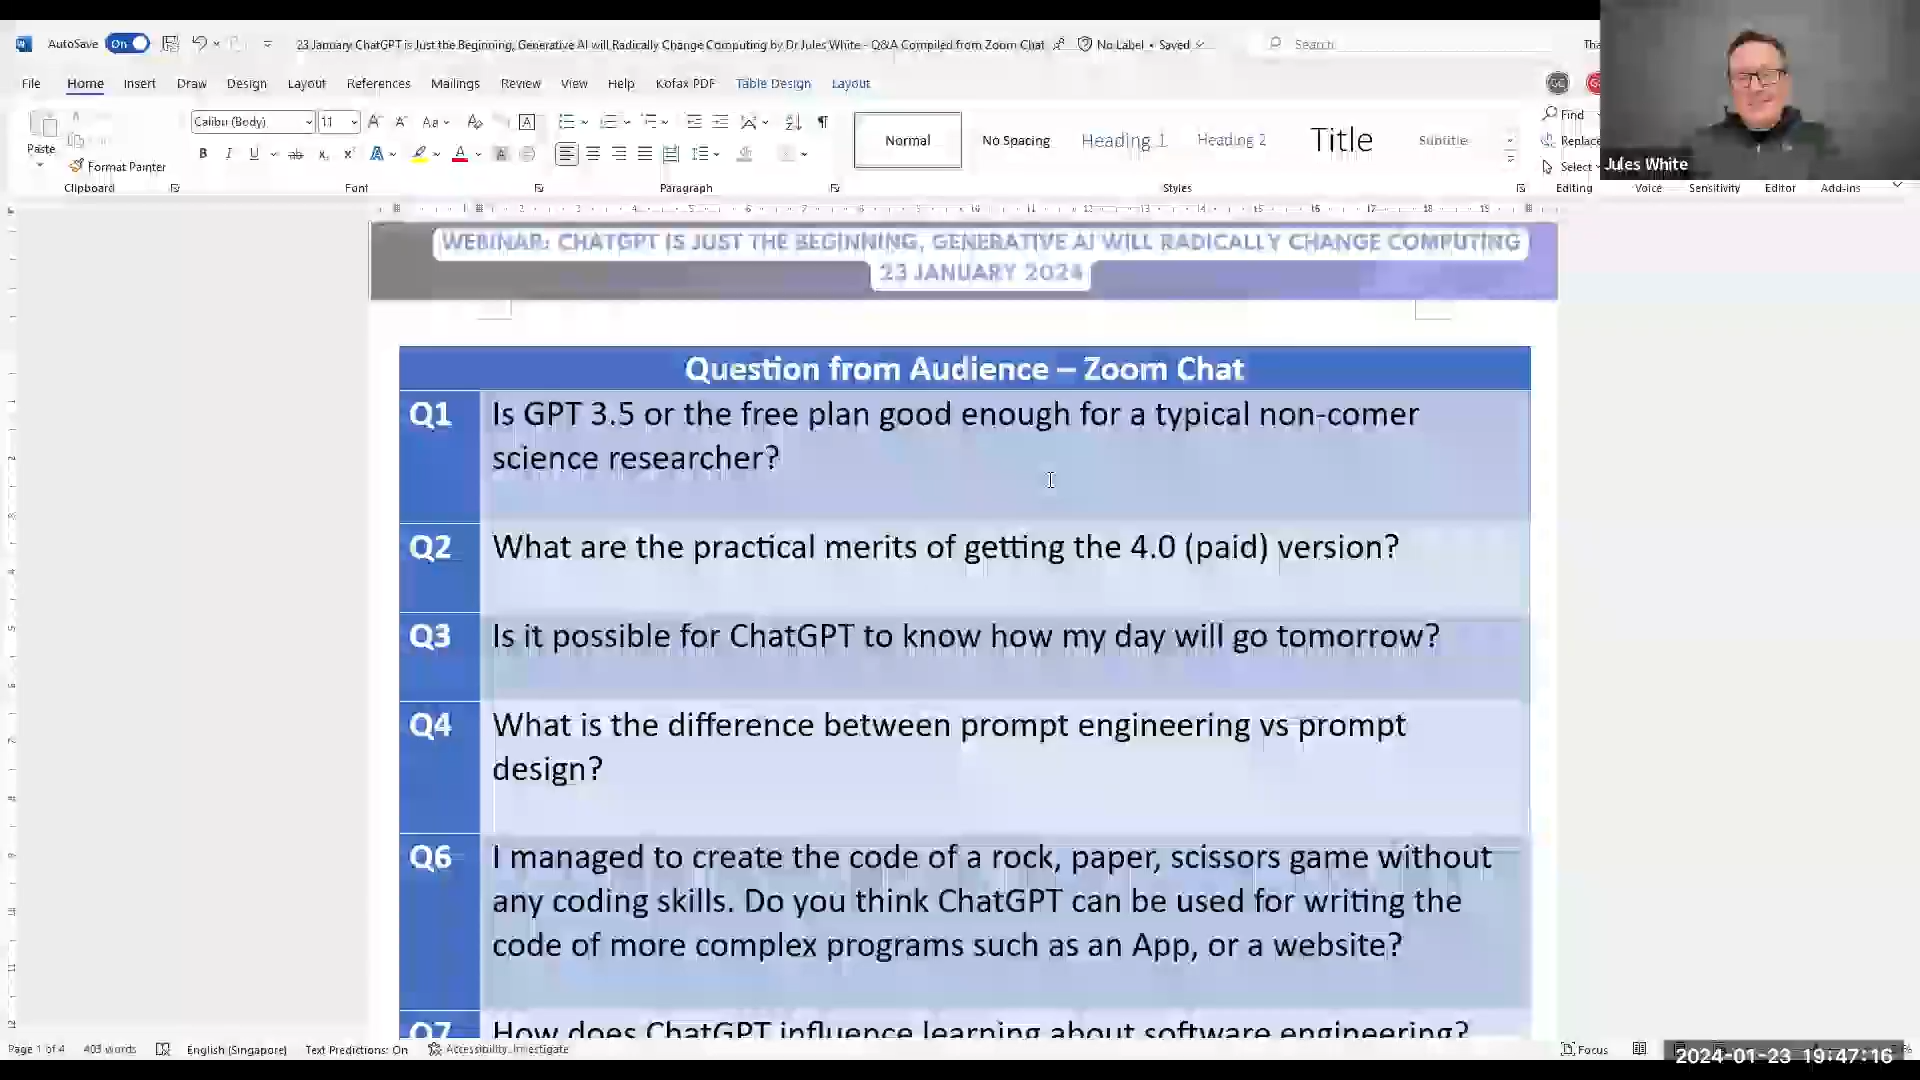 AutoSave On 23 January ChatGPT is Just the Beginning, Generative AI will Radically Change Computing by Dr Jules White - Q&A Compiled from Zoom Chat No Label • Saved Search Tha
File Home Insert Draw Design Layout References Mailings Review View Help Kofax PDF Table Design Layout GC
Calibri (Body) 11 Aa A Normal No Spacing Heading 1 Heading 2 Title Subtitle Find
Paste Replace
Format Painter B I U ab A Select
Jules White
Clipboard Font Paragraph Styles Editing Voice Sensitivity Editor Add-ins
WEBINAR: CHATGPT IS JUST THE BEGINNING, GENERATIVE AI WILL RADICALLY CHANGE COMPUTING
23 JANUARY 2024
Question from Audience – Zoom Chat
Q1 Is GPT 3.5 or the free plan good enough for a typical non-comer
science researcher?
Q2 What are the practical merits of getting the 4.0 (paid) version?
Q3 Is it possible for ChatGPT to know how my day will go tomorrow?
Q4 What is the difference between prompt engineering vs prompt
design?
Q6 I managed to create the code of a rock, paper, scissors game without
any coding skills. Do you think ChatGPT can be used for writing the
code of more complex programs such as an App, or a website?
Q7 How does ChatGPT influence learning about software engineering?
Page 1 of 4 403 words English (Singapore) Text Predictions: On Accessibility: Investigate Focus
2024-01-23 19:47:16